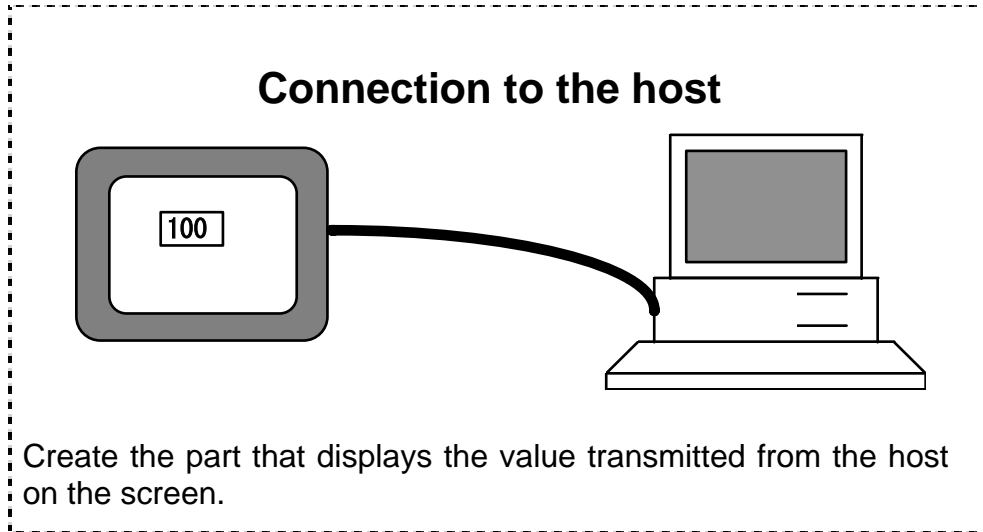 Connection to the host
100
Create the part that displays the value transmitted from the host
on the screen.